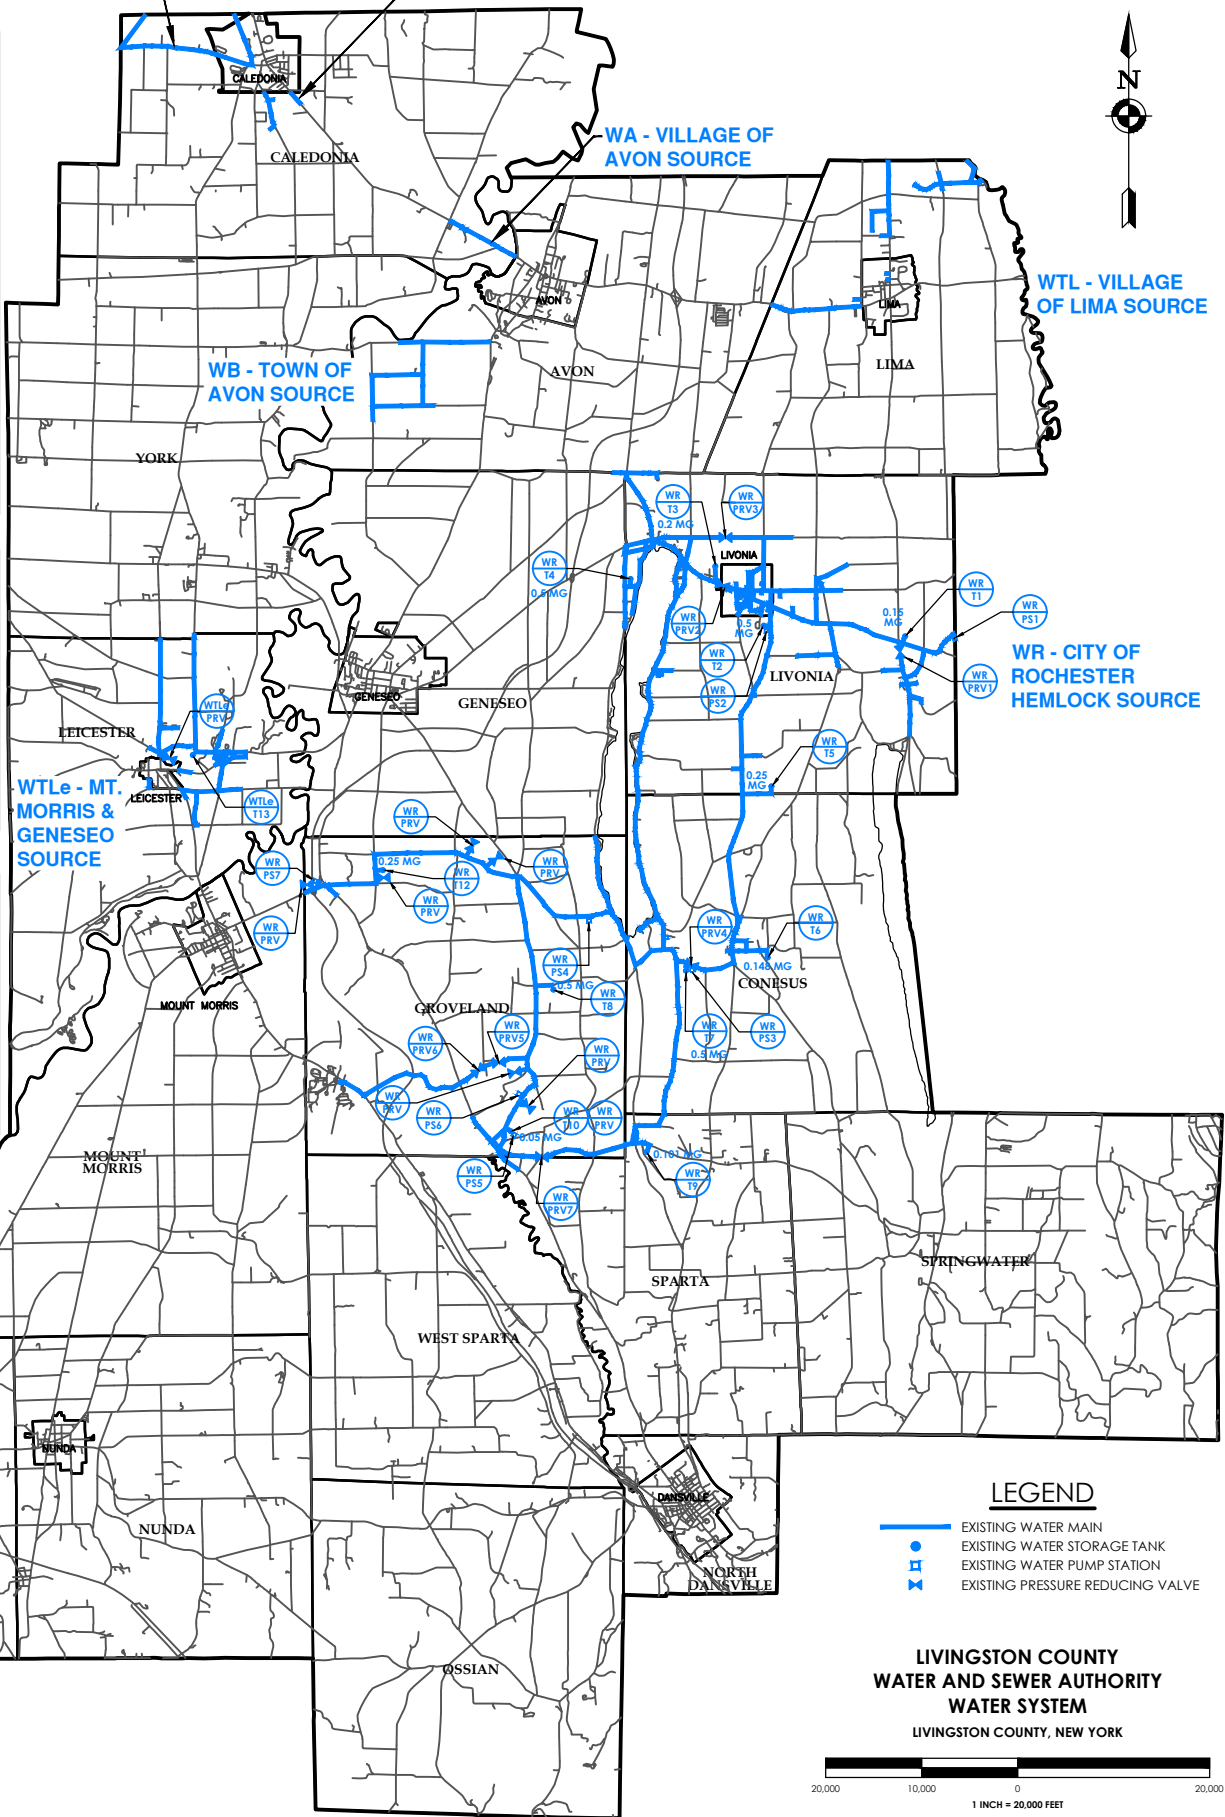 N
CALEDONIA
CALEDONIA
WA - VILLAGE OF
AVON SOURCE
WTL - VILLAGE
OF LIMA SOURCE
AVON
LIMA
LIMA
AVON
WB - TOWN OF
AVON SOURCE
YORK
WR
T3
0.2 MG
WR
PRV3
LIVONIA
WR
T4
0.5 MG
WR
PRV2
0.5
MG
WR
T2
WR
PS2
0.15
MG
WR
T1
WR
PS1
WR
PRV1
LIVONIA
WR - CITY OF
ROCHESTER
HEMLOCK SOURCE
GENESEO
GENESEO
LEICESTER
WTLe
PRV
LEICESTER
WTLe
T13
WTLe - MT.
MORRIS &
GENESEO
SOURCE
WR
T5
0.25
MG
WR
PRV
WR
PS7
0.25 MG
WR
T12
WR
PRV
WR
PRV
WR
PRV
WR
PRV4
WR
T6
0.148 MG
CONESUS
WR
PS4
0.5 MG
WR
T8
GROVELAND
MOUNT MORRIS
WR
PRV5
WR
PRV6
WR
PRV
WR
T7
0.5 MG
WR
PS3
WR
PRV
WR
PS6
WR
T10
WR
PRV
0.05 MG
0.101 MG
WR
T9
WR
PS5
WR
PRV7
MOUNT
MORRIS
SPRINGWATER
SPARTA
WEST SPARTA
NUNDA
NUNDA
DANSVILLE
NORTH
DANSVILLE
OSSIAN
LEGEND
EXISTING WATER MAIN
EXISTING WATER STORAGE TANK
EXISTING WATER PUMP STATION
EXISTING PRESSURE REDUCING VALVE
LIVINGSTON COUNTY
WATER AND SEWER AUTHORITY
WATER SYSTEM
LIVINGSTON COUNTY, NEW YORK
20,000 10,000 0 20,000
1 INCH = 20,000 FEET